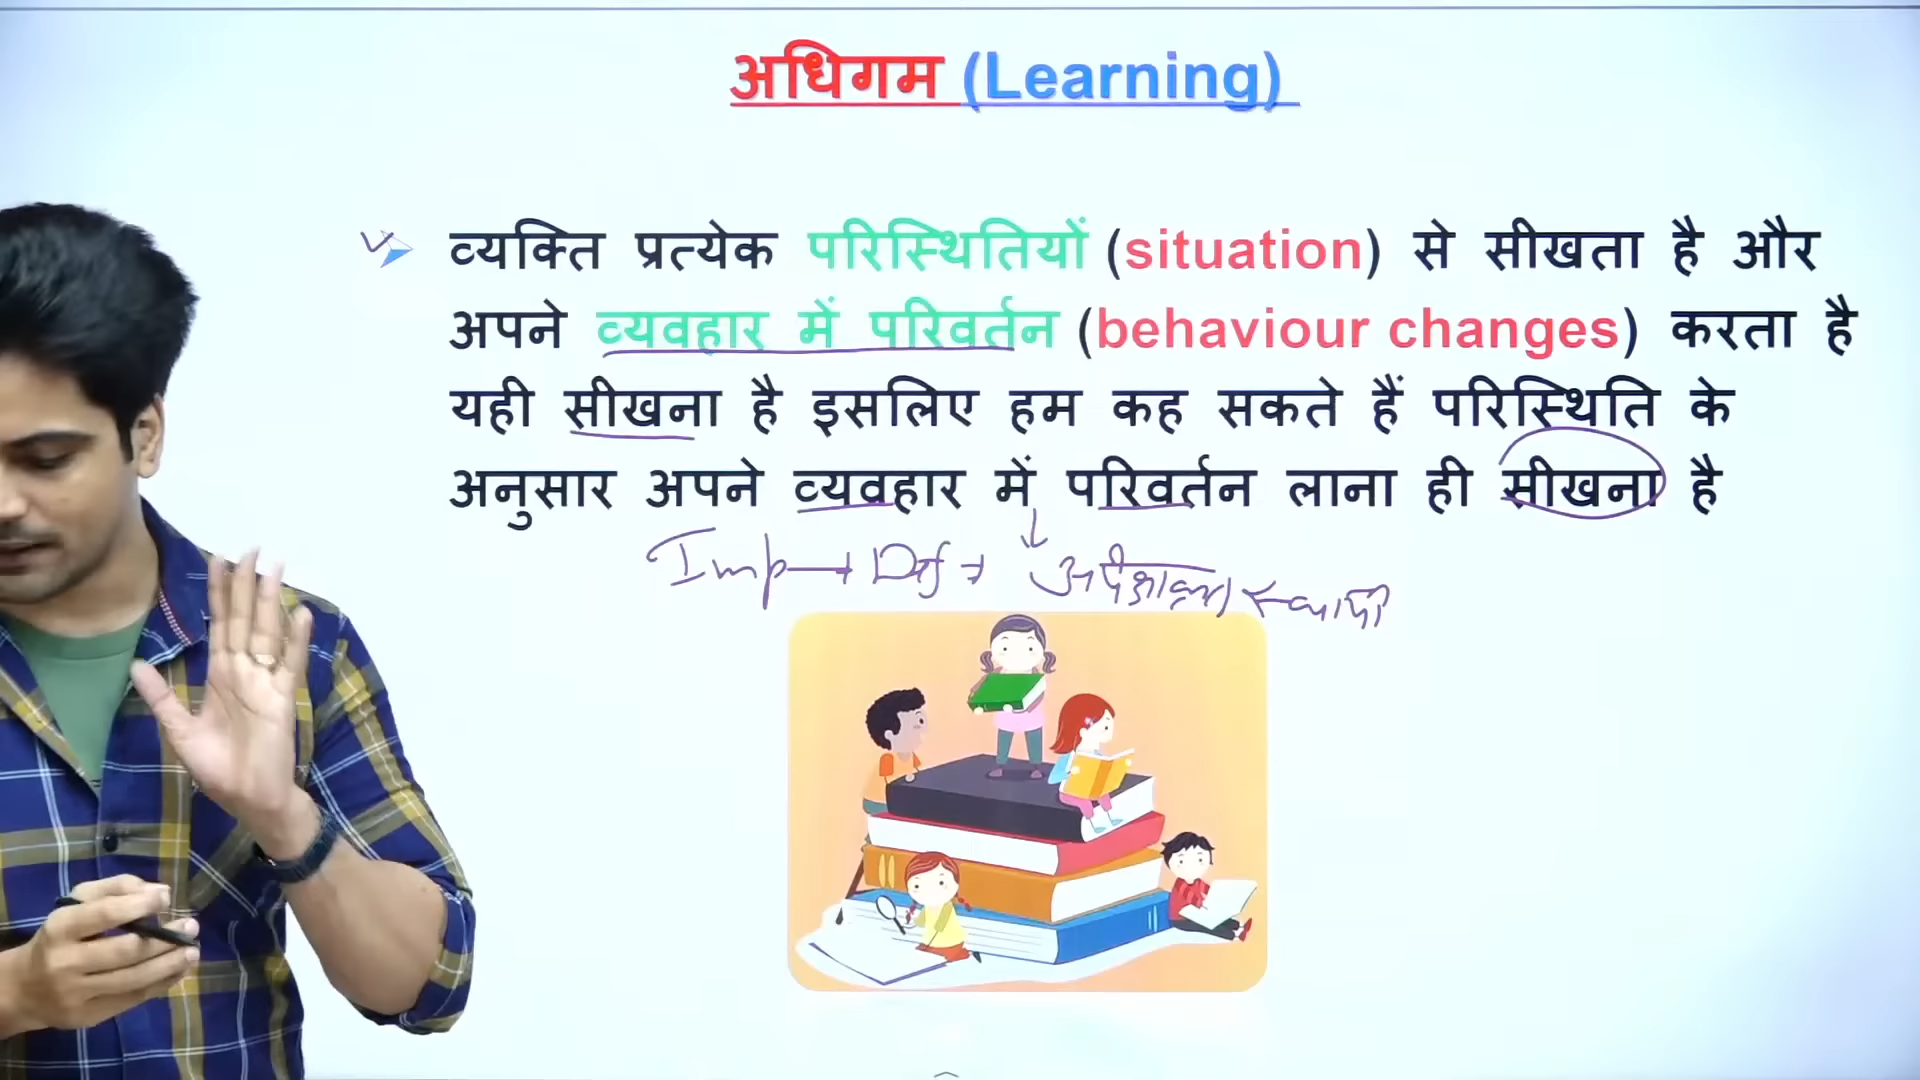 अधिगम (Learning)
व्यक्ति प्रत्येक परिस्थितियों (situation) से सीखता है और
अपने व्यवहार में परिवर्तन (behaviour changes) करता है
यही सीखना है इसलिए हम कह सकते हैं परिस्थिति के
अनुसार अपने व्यवहार में परिवर्तन लाना ही सीखना है
Imp